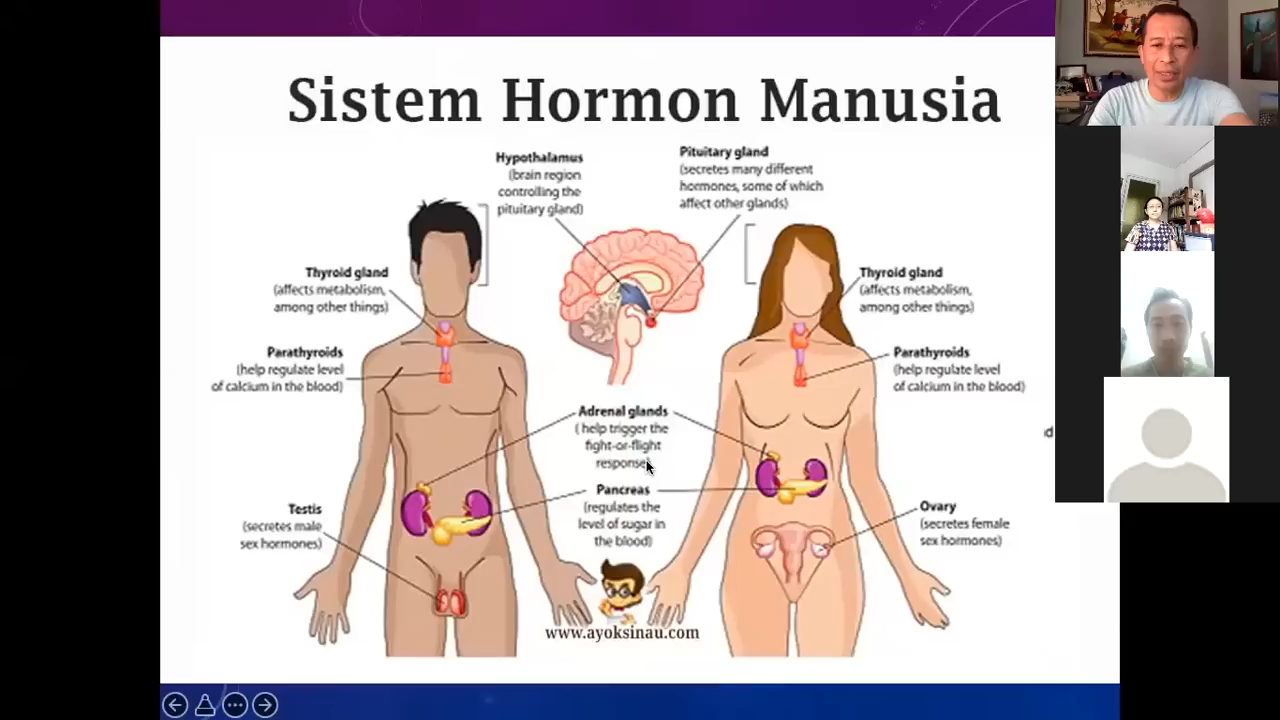 Sistem Hormon Manusia
Hypothalamus
(brain region
controlling the
pituitary gland)
Pituitary gland
(secretes many different
hormones, some of which
affect other glands)
Thyroid gland
(affects metabolism,
among other things)
Thyroid gland
(affects metabolism,
among other things)
Parathyroids
(help regulate level
of calcium in the blood)
Parathyroids
(help regulate level
of calcium in the blood)
Adrenal glands
( help trigger the
fight-or-flight
response)
Pancreas
(regulates the
level of sugar in
the blood)
Testis
(secretes male
sex hormones)
Ovary
(secretes female
sex hormones)
www.ayoksinau.com